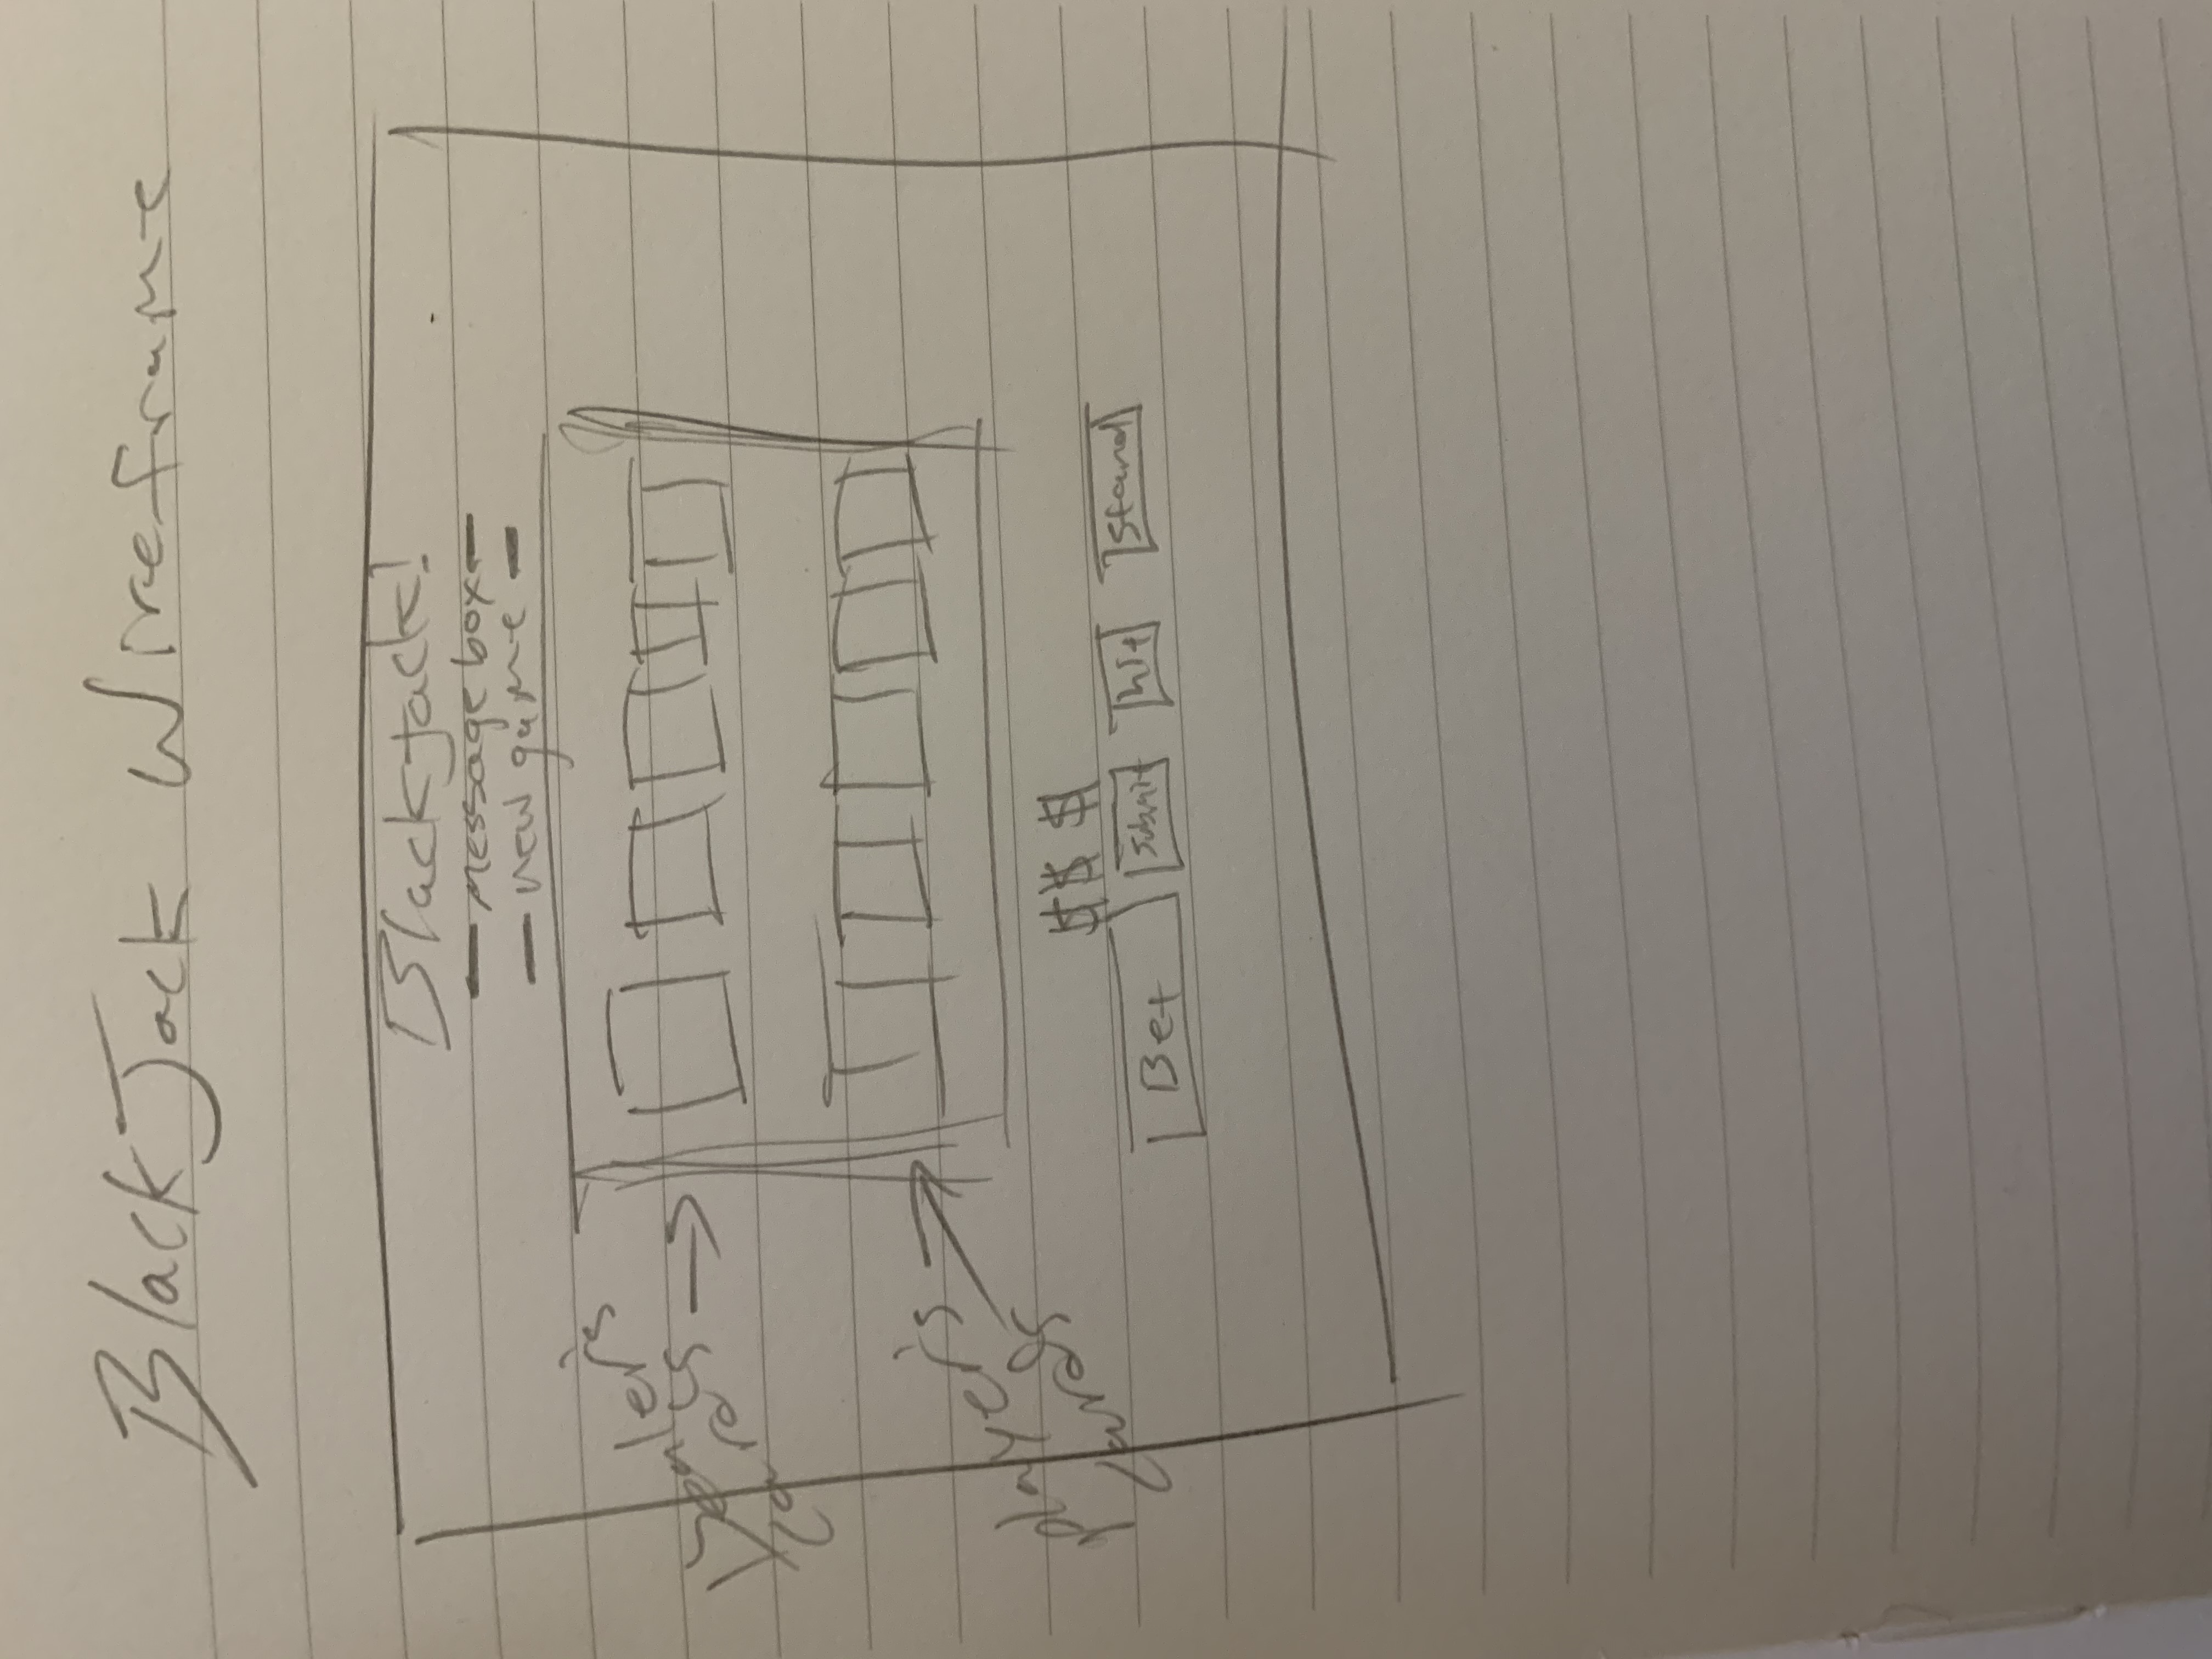 BlackJack Wireframe
BlackJack!
- message box -
- new game -
Dealer's
cards
player's
cards
$$ $
Bet
Submit
hit
Stand